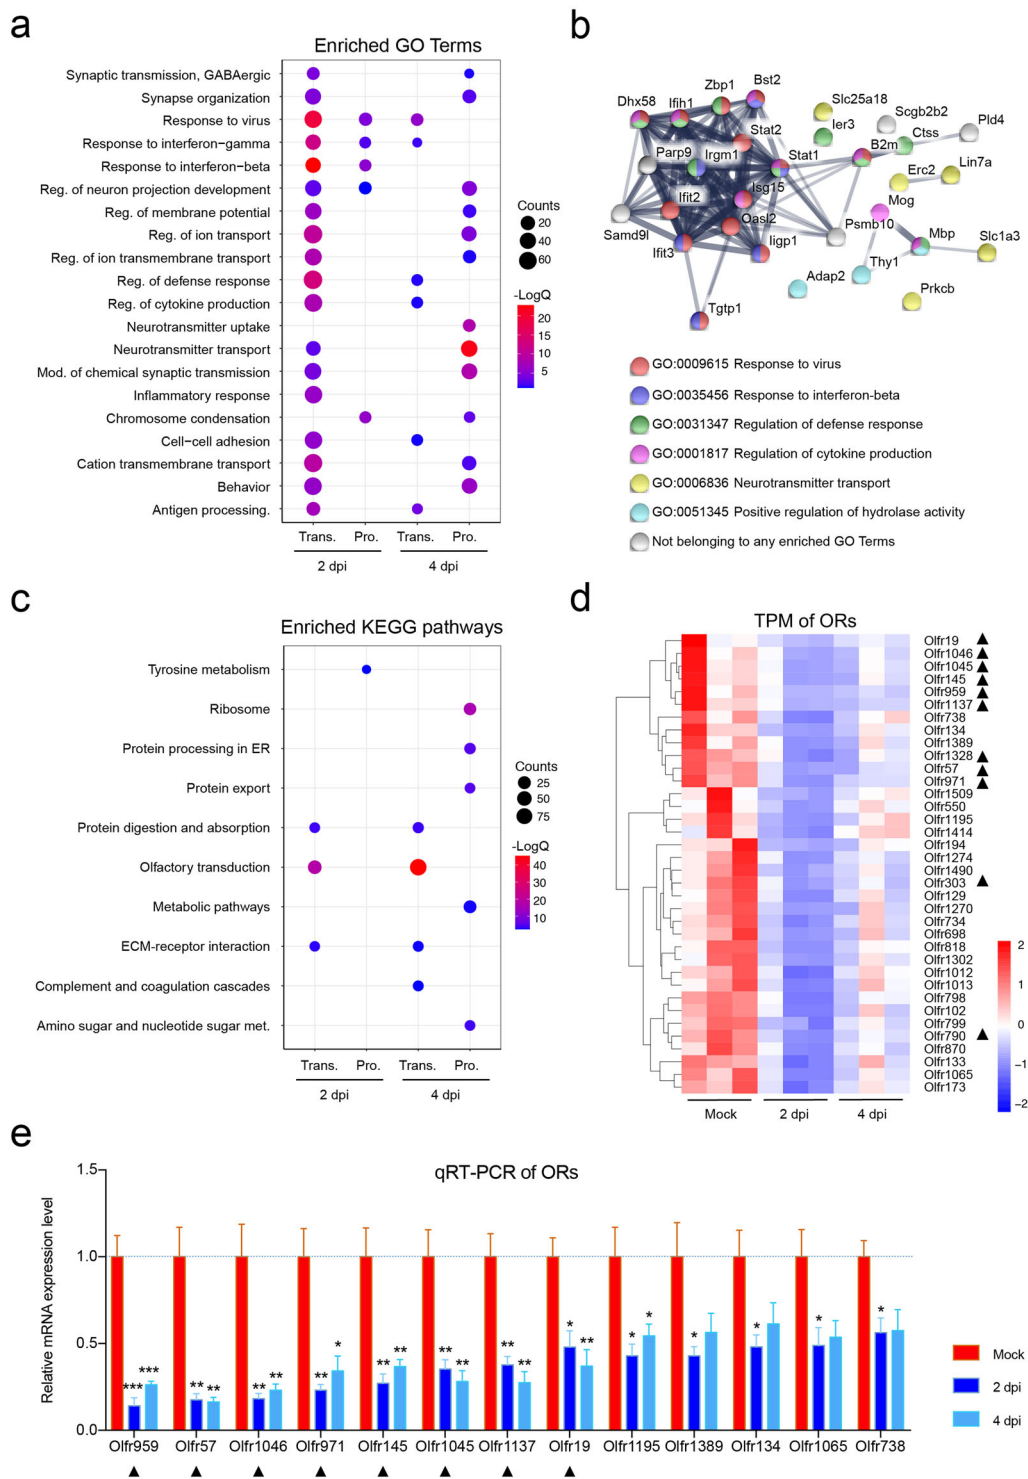 a
Enriched GO Terms
Synaptic transmission, GABAergic
Synapse organization
Response to virus
Response to interferon-gamma
Response to interferon-beta
Reg. of neuron projection development
Reg. of membrane potential
Reg. of ion transport
Reg. of ion transmembrane transport
Reg. of defense response
Reg. of cytokine production
Neurotransmitter uptake
Neurotransmitter transport
Mod. of chemical synaptic transmission
Inflammatory response
Chromosome condensation
Cell−cell adhesion
Cation transmembrane transport
Behavior
Antigen processing.
Trans. Pro. Trans. Pro.
2 dpi 4 dpi
Counts
20
40
60
-LogQ
20
15
10
5
b
Bst2
Zbp1
Dhx58
Ifih1
Slc25a18
Scgb2b2
Ier3
Pld4
Stat2
Ctss
Parp9
Irgm1
Stat1
B2m
Lin7a
Erc2
Isg15
Ifit2
Mog
Oasl2
Psmb10
Samd9l
Mbp
Ifit3
Iigp1
Slc1a3
Thy1
Adap2
Prkcb
Tgtp1
GO:0009615 Response to virus
GO:0035456 Response to interferon-beta
GO:0031347 Regulation of defense response
GO:0001817 Regulation of cytokine production
GO:0006836 Neurotransmitter transport
GO:0051345 Positive regulation of hydrolase activity
Not belonging to any enriched GO Terms
c
Enriched KEGG pathways
Tyrosine metabolism
Ribosome
Protein processing in ER
Protein export
Protein digestion and absorption
Olfactory transduction
Metabolic pathways
ECM-receptor interaction
Complement and coagulation cascades
Amino sugar and nucleotide sugar met.
Trans. Pro. Trans. Pro.
2 dpi 4 dpi
Counts
25
50
75
-LogQ
40
30
20
10
d
TPM of ORs
Olfr19
Olfr1046
Olfr1045
Olfr145
Olfr959
Olfr1137
Olfr738
Olfr134
Olfr1389
Olfr1328
Olfr57
Olfr971
Olfr1509
Olfr550
Olfr1195
Olfr1414
Olfr194
Olfr1274
Olfr1490
Olfr303
Olfr129
Olfr1270
Olfr734
Olfr698
Olfr818
Olfr1302
Olfr1012
Olfr1013
Olfr798
Olfr102
Olfr799
Olfr790
Olfr870
Olfr133
Olfr1065
Olfr173
Mock 2 dpi 4 dpi
2
1
0
−1
−2
e
qRT-PCR of ORs
Relative mRNA expression level
1.5
1.0
0.5
0.0
*** *** ** ** ** ** ** * ** ** ** ** ** ** * ** * * * * * *
Olfr959 Olfr57 Olfr1046 Olfr971 Olfr145 Olfr1045 Olfr1137 Olfr19 Olfr1195 Olfr1389 Olfr134 Olfr1065 Olfr738
Mock
2 dpi
4 dpi